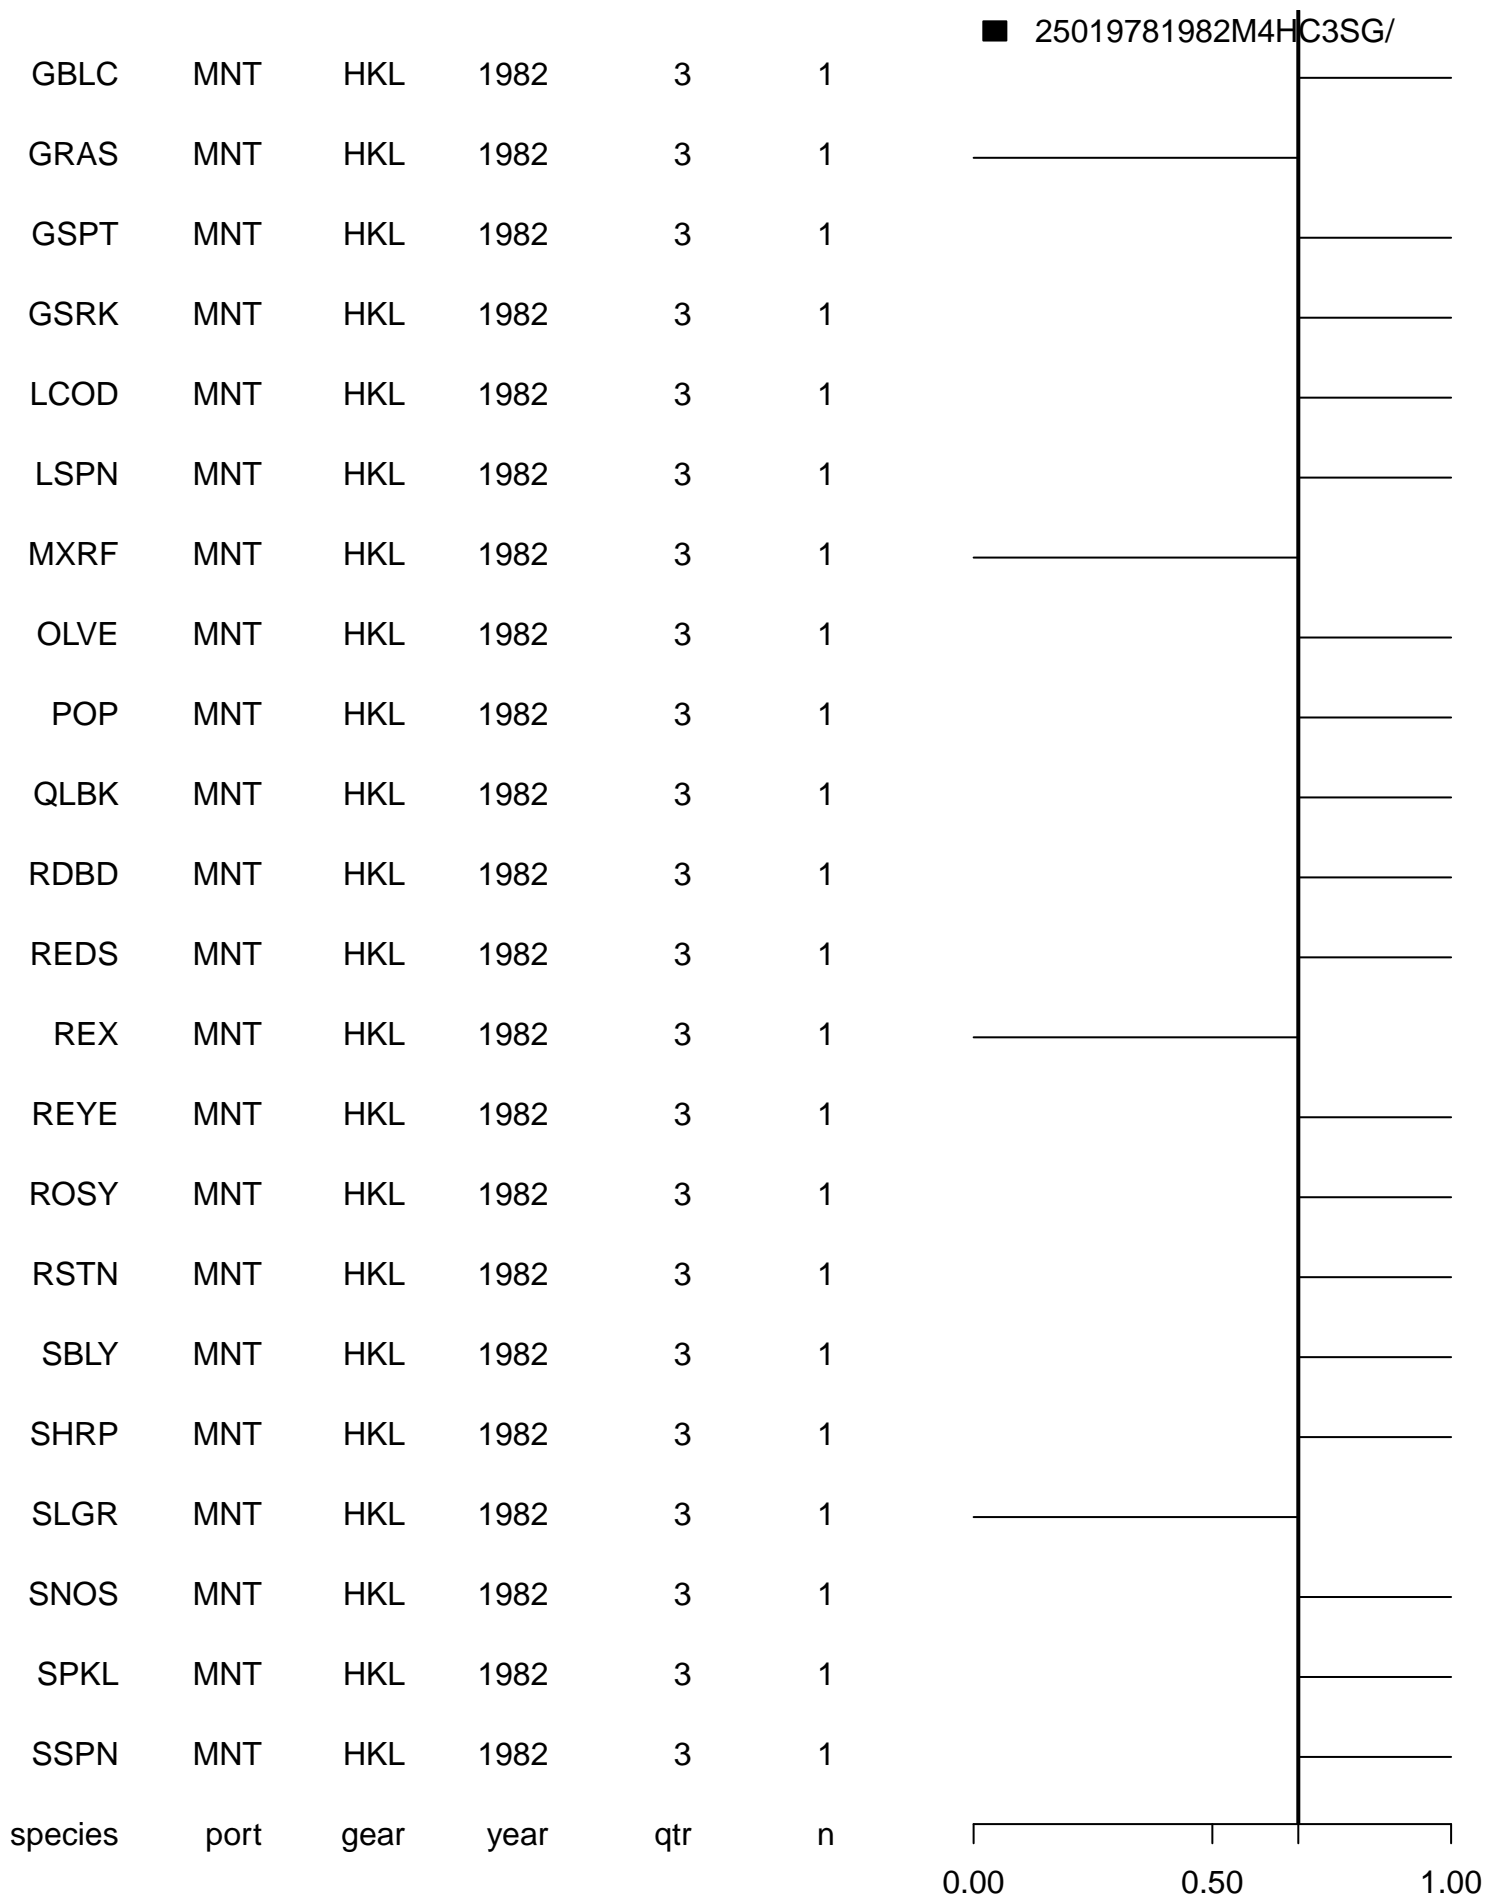 25019781982M4HC3SG/
GBLC MNT HKL 1982 3 1
GRAS MNT HKL 1982 3 1
GSPT MNT HKL 1982 3 1
GSRK MNT HKL 1982 3 1
LCOD MNT HKL 1982 3 1
LSPN MNT HKL 1982 3 1
MXRF MNT HKL 1982 3 1
OLVE MNT HKL 1982 3 1
POP MNT HKL 1982 3 1
QLBK MNT HKL 1982 3 1
RDBD MNT HKL 1982 3 1
REDS MNT HKL 1982 3 1
REX MNT HKL 1982 3 1
REYE MNT HKL 1982 3 1
ROSY MNT HKL 1982 3 1
RSTN MNT HKL 1982 3 1
SBLY MNT HKL 1982 3 1
SHRP MNT HKL 1982 3 1
SLGR MNT HKL 1982 3 1
SNOS MNT HKL 1982 3 1
SPKL MNT HKL 1982 3 1
SSPN MNT HKL 1982 3 1
species port gear year qtr n
0.00 0.50 1.00